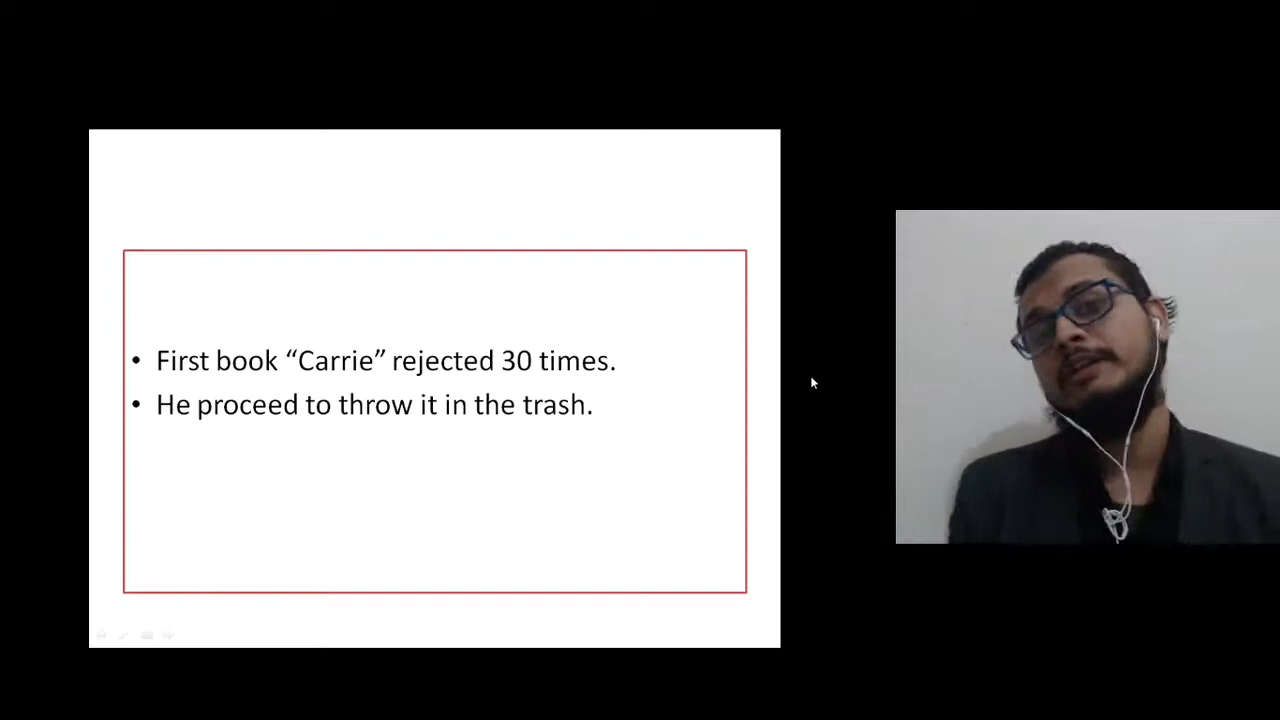 • First book “Carrie” rejected 30 times.
• He proceed to throw it in the trash.